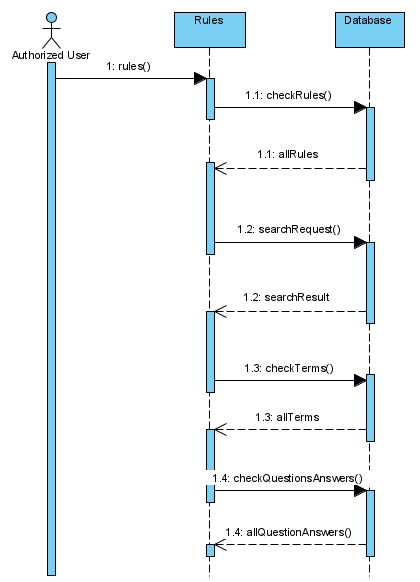 Rules
Database
Authorized User
1: rules()
1.1: checkRules()
1.1: allRules
1.2: searchRequest()
1.2: searchResult
1.3: checkTerms()
1.3: allTerms
1.4: checkQuestionsAnswers()
1.4: allQuestionAnswers()